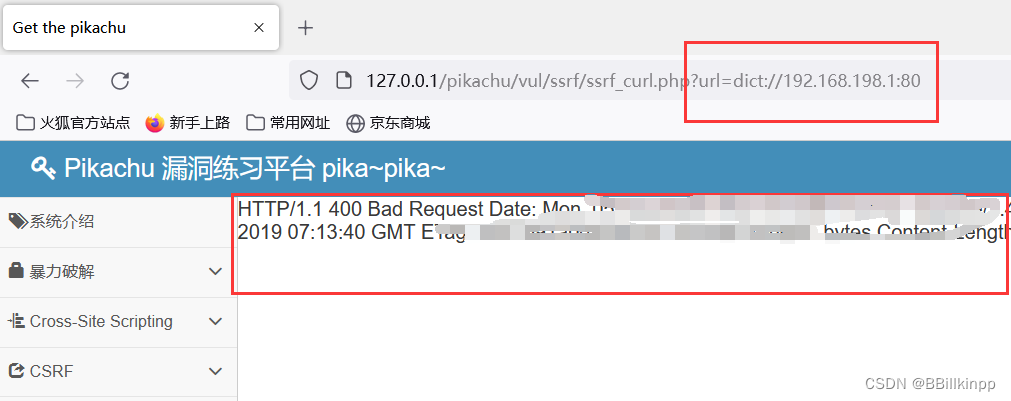 Get the pikachu
127.0.0.1/pikachu/vul/ssrf/ssrf_curl.php?url=dict://192.168.198.1:80
火狐官方站点 新手上路 常用网址 京东商城
Pikachu 漏洞练习平台 pika~pika~
系统介绍
暴力破解
Cross-Site Scripting
CSRF
HTTP/1.1 400 Bad Request Date: Mon,
2019 07:13:40 GMT ETag bytes Content-Length
CSDN @BBillkinpp